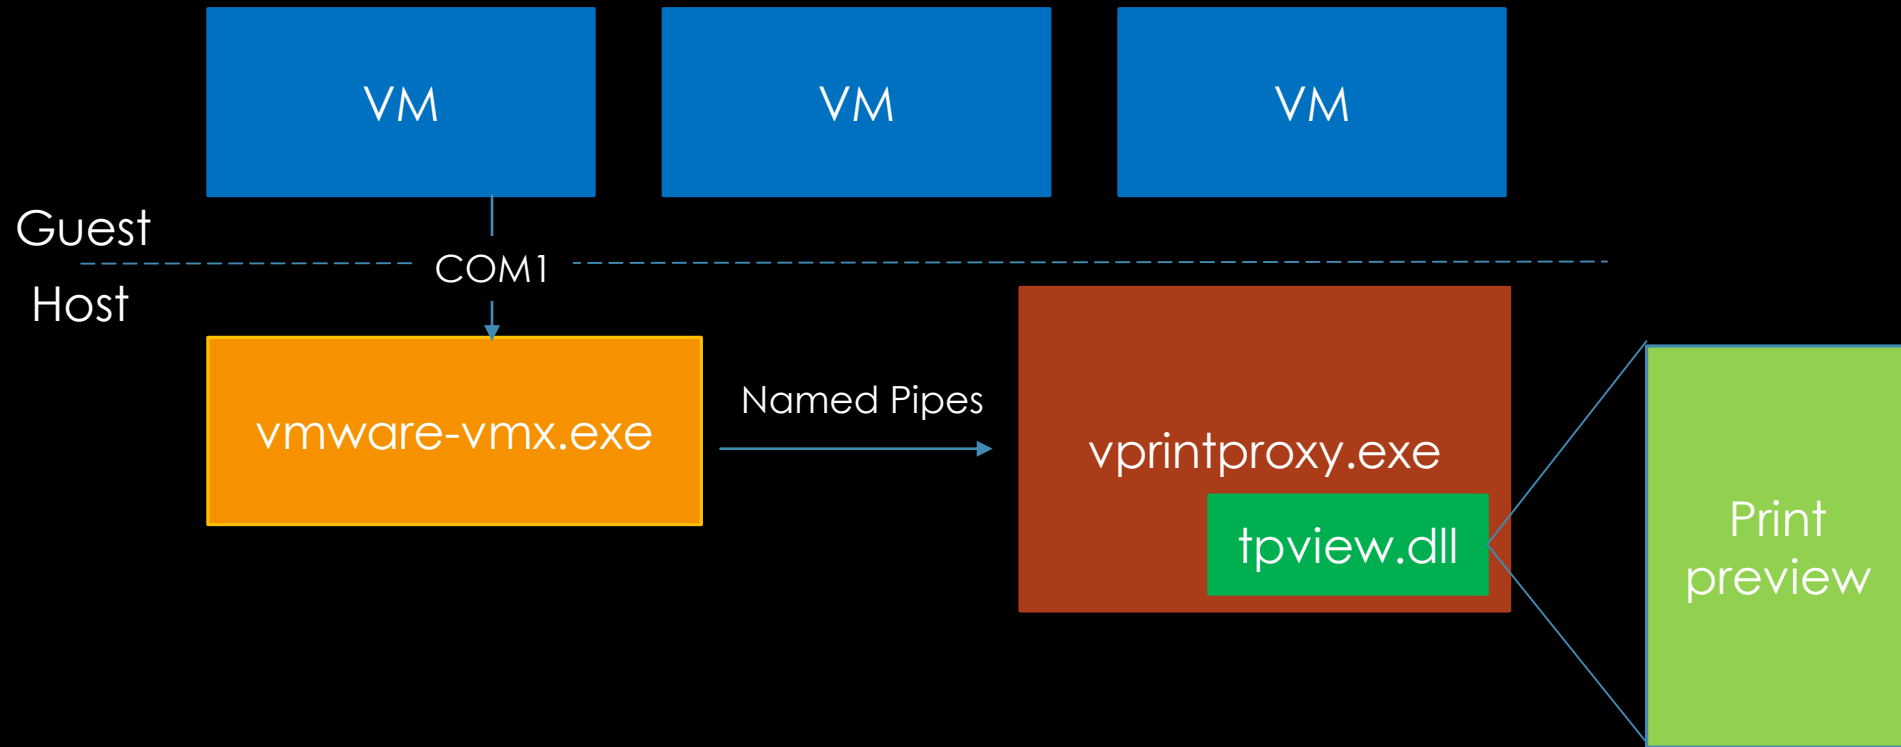 VM
VM
VM
Guest
COM1
Host
vmware-vmx.exe
Named Pipes
vprintproxy.exe
tpview.dll
Print
preview